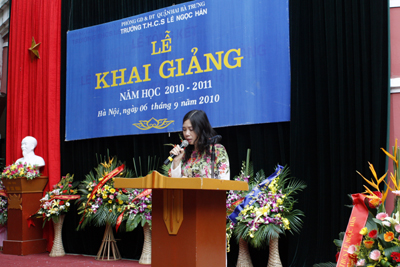 PHÒNG GD & ĐT QUẬN HAI BÀ TRƯNG
TRƯỜNG T.H.C.S LÊ NGỌC HÂN
LỄ
KHAI GIẢNG
NĂM HỌC 2010 - 2011
Hà Nội, ngày 06 tháng 9 năm 2010